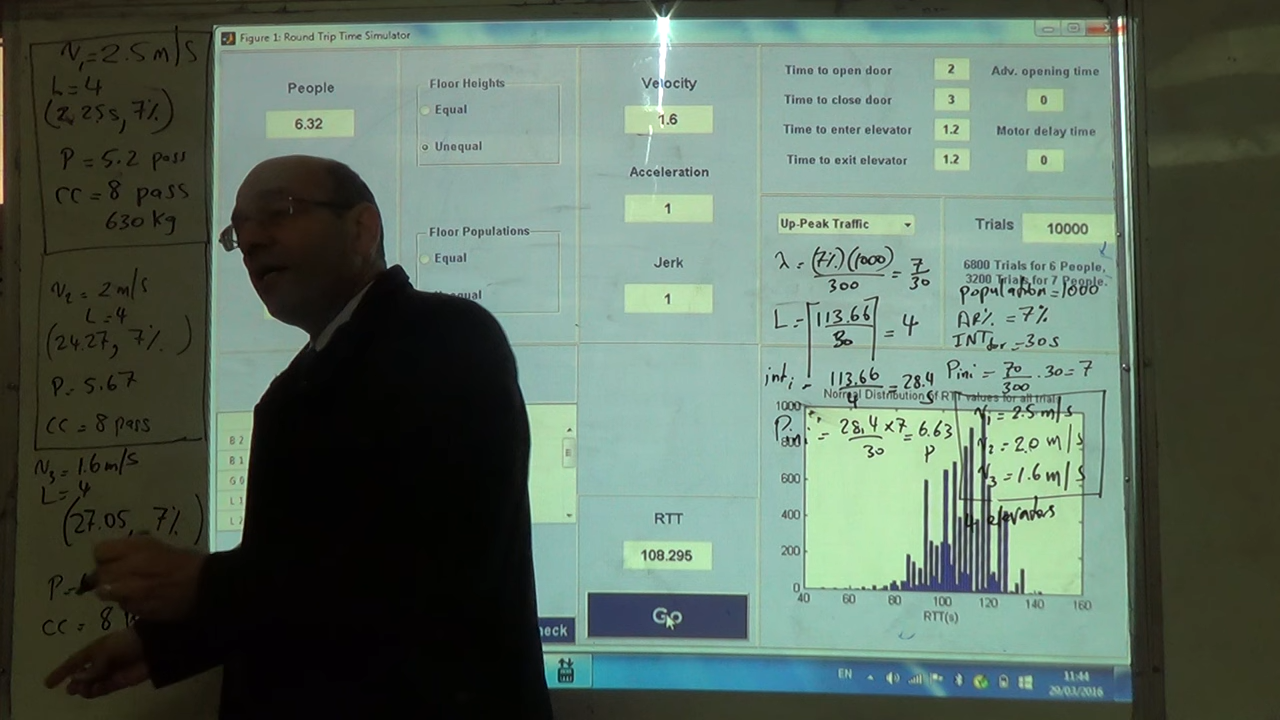 V₁ = 2.5 m/s
L = 4
(2.25s, 7%)
P = 5.2 pass
CC = 8 pass
630 kg
V₂ = 2 m/s
L = 4
(24.27, 7%)
P = 5.67
CC = 8 pass
V₃ = 1.6 m/s
L = 4
(27.05, 7%)
P =
CC = 8
Figure 1: Round Trip Time Simulator
People
6.32
Floor Heights
Equal
Unequal
Floor Populations
Equal
Velocity
1.6
Acceleration
1
Jerk
1
Time to open door 2
Time to close door 3
Time to enter elevator 1.2
Time to exit elevator 1.2
Adv. opening time
0
Motor delay time
0
Up-Peak Traffic
Trials 10000
6800 Trials for 6 People,
3200 Trials for 7 People.
λ = (7%)(1000)/300 = 7/30
L = ⌈113.66/30⌉ = 4
int = 113.66/4 = 28.4 s
28.4 × 7/30 = 6.63 P
Population = 1000
AR% = 7%
INT = 30 s
Pini = 70/300 . 30 = 7
V₁ = 2.5 m/s
V₂ = 2.0 m/s
V₃ = 1.6 m/s
4 elevators
Normal Distribution of RTT values for all trial
1000
800
600
400
200
0
40 60 80 100 120 140 160
RTT(s)
B 2
B 1
G 0
L 1
L 2
RTT
108.295
Go
EN
11:44
29/03/2016